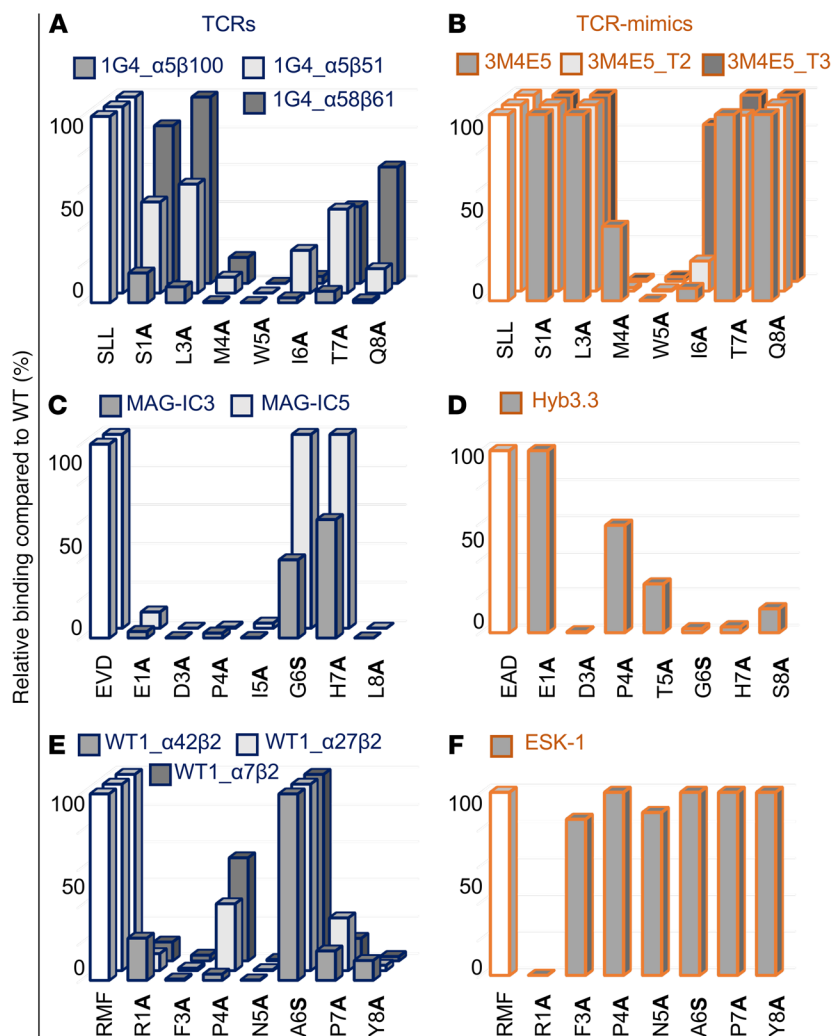 Relative binding compared to WT (%)
A TCRs
1G4_α5β100 1G4_α5β51
1G4_α58β61
100
50
0
SLL S1A L3A M4A W5A I6A T7A Q8A
B TCR-mimics
3M4E5 3M4E5_T2 3M4E5_T3
100
50
0
SLL S1A L3A M4A W5A I6A T7A Q8A
C MAG-IC3 MAG-IC5
100
50
0
EVD E1A D3A P4A I5A G6S H7A L8A
D Hyb3.3
100
50
0
EAD E1A D3A P4A T5A G6S H7A S8A
E WT1_α42β2 WT1_α27β2
WT1_α7β2
100
50
0
RMF R1A F3A P4A N5A A6S P7A Y8A
F ESK-1
100
50
0
RMF R1A F3A P4A N5A A6S P7A Y8A